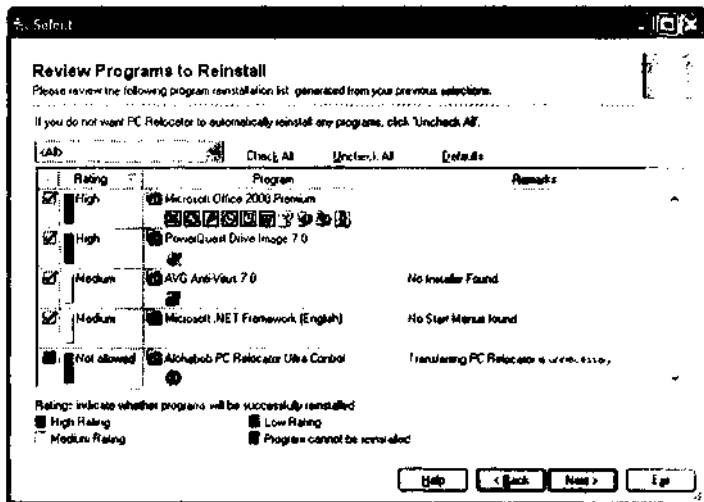 Select
Review Programs to Reinstall
Please review the following program reinstallation list generated from your previous selections.
If you do not want PC Relocator to automatically reinstall any programs, click 'Uncheck All'.
<All> Check All Uncheck All Defaults
Rating Program Remarks
High Microsoft Office 2000 Premium
High PowerQuest Drive Image 7.0
Medium AVG Anti-Virus 7.0 No Installer Found
Medium Microsoft .NET Framework (English) No Start Menus found
Not allowed Alohabob PC Relocator Ultra Control Transferring PC Relocator is unnecessary
Ratings indicate whether programs will be successfully reinstalled
High Rating Low Rating
Medium Rating Program cannot be reinstalled
Help < Back Next > Exit